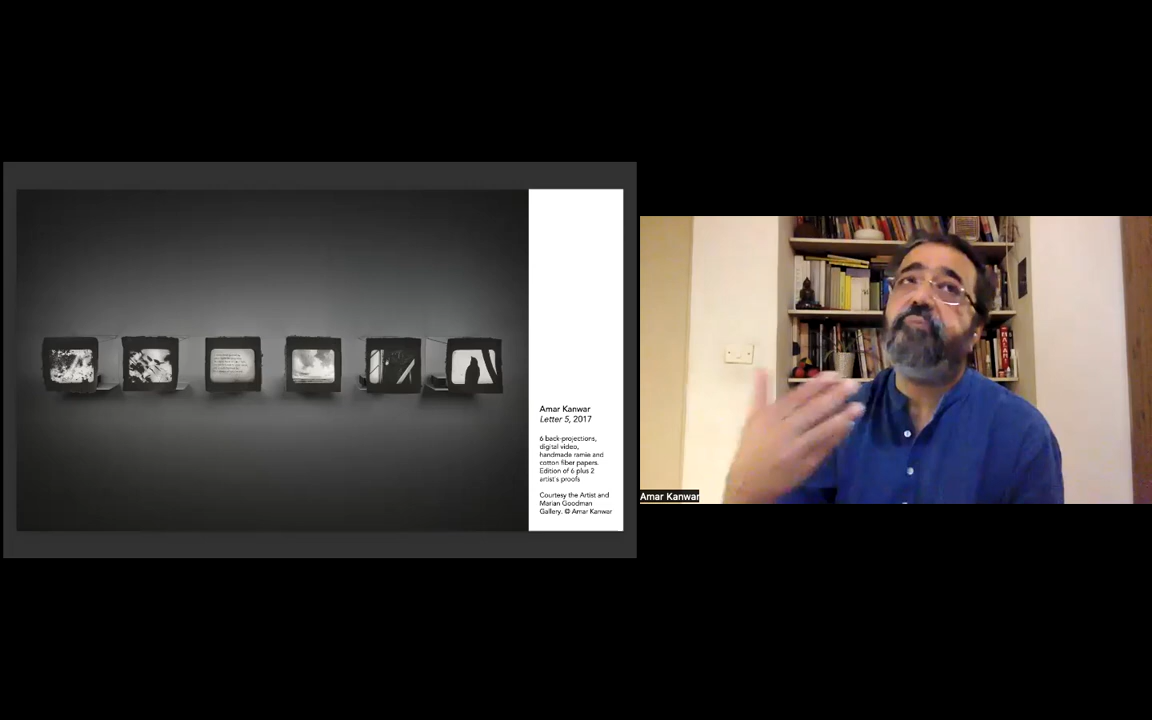 Amar Kanwar
Letter 5, 2017
6 back-projections,
digital video,
handmade ramie and
cotton fiber papers.
Edition of 6 plus 2
artist's proofs
Courtesy the Artist and
Marian Goodman
Gallery. © Amar Kanwar
Amar Kanwar